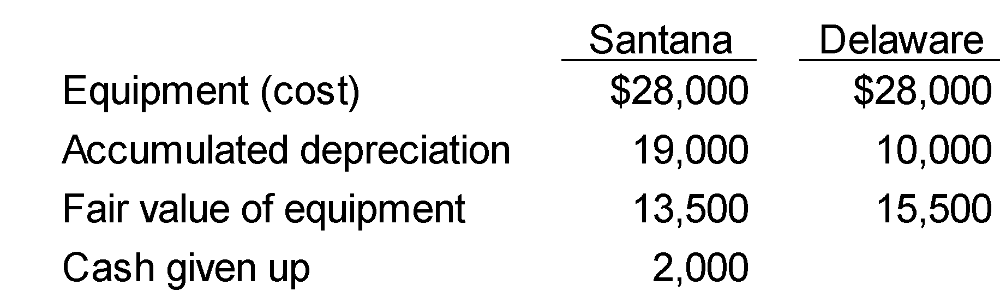 Santana Delaware
Equipment (cost) $28,000 $28,000
Accumulated depreciation 19,000 10,000
Fair value of equipment 13,500 15,500
Cash given up 2,000